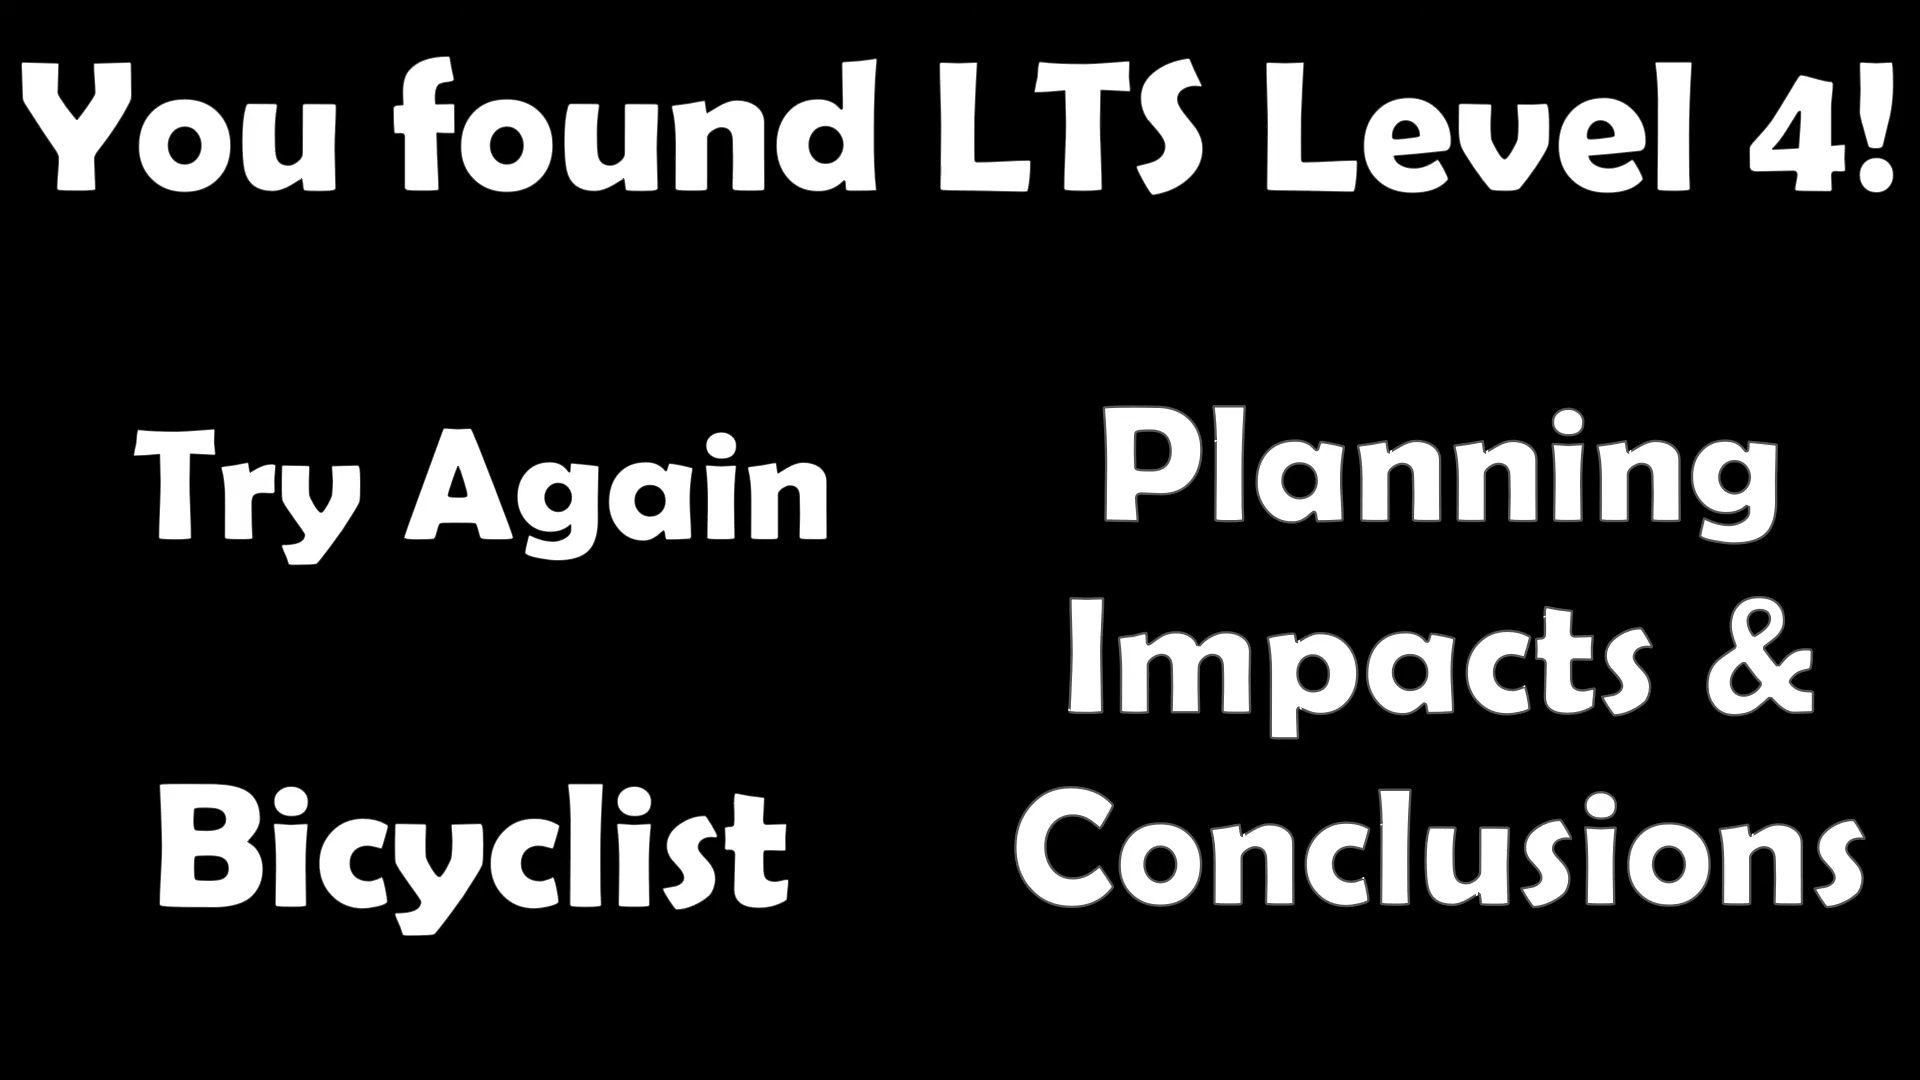 You found LTS Level 4!
Try Again
Bicyclist
Planning
Impacts &
Conclusions